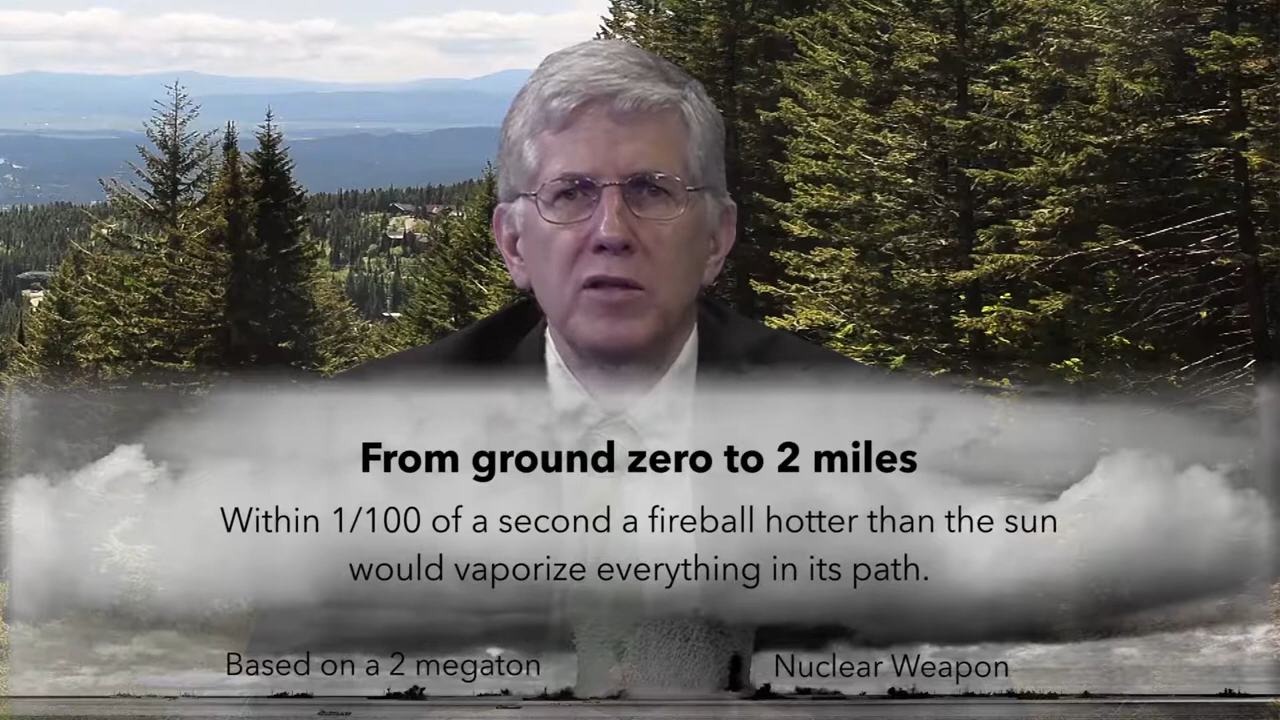 From ground zero to 2 miles
Within 1/100 of a second a fireball hotter than the sun
would vaporize everything in its path.
Based on a 2 megaton Nuclear Weapon